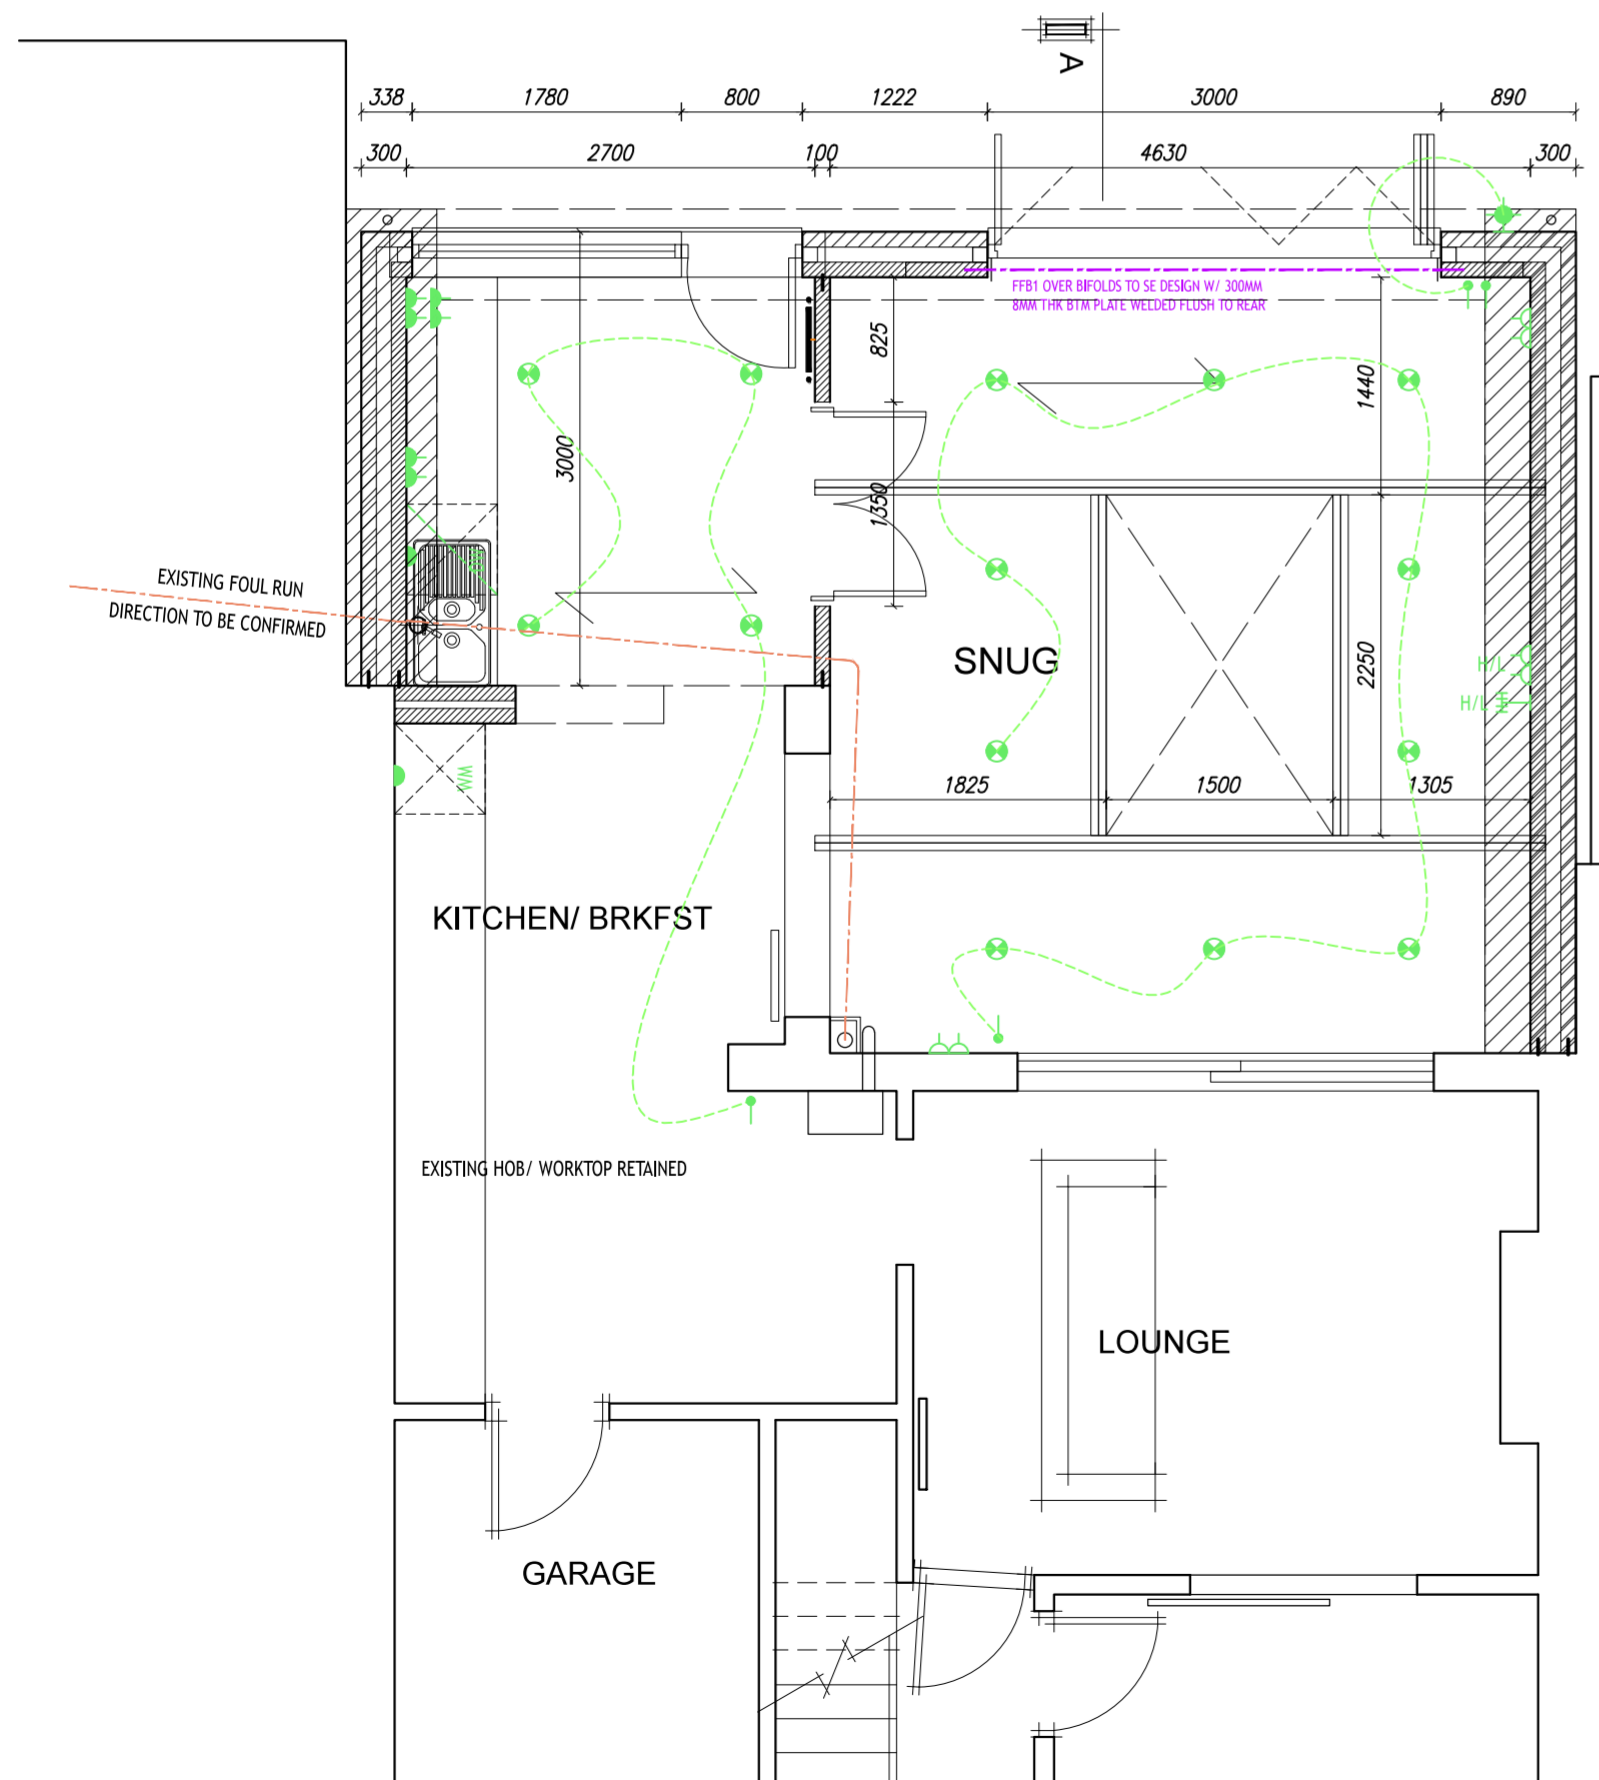 A
338
1780
800
1222
3000
890
300
2700
100
4630
300
FFB1 OVER BIFOLDS TO SE DESIGN W/ 300MM
8MM THK BTM PLATE WELDED FLUSH TO REAR
825
1440
3000
1350
EXISTING FOUL RUN
DIRECTION TO BE CONFIRMED
SNUG
2250
H/L
H/L
WM
1825
1500
1305
KITCHEN/ BRKFST
EXISTING HOB/ WORKTOP RETAINED
LOUNGE
GARAGE